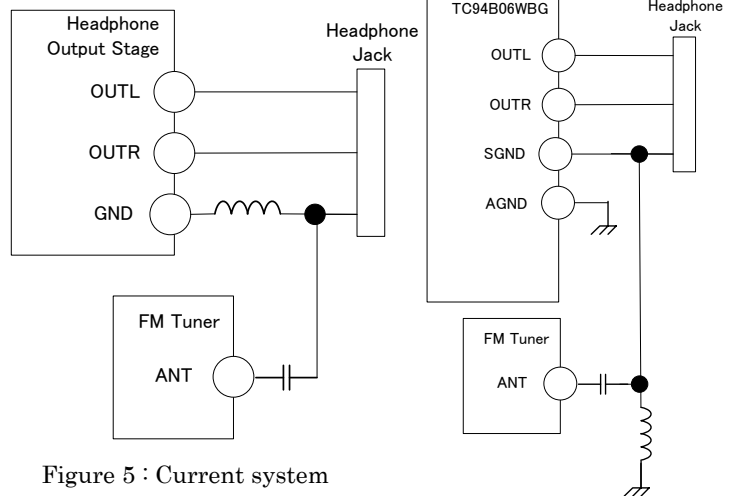 Headphone
Output Stage
OUTL
OUTR
GND
Headphone
Jack
FM Tuner
ANT
Figure 5 : Current system
TC94B06WBG
OUTL
OUTR
SGND
AGND
Headphone
Jack
FM Tuner
ANT